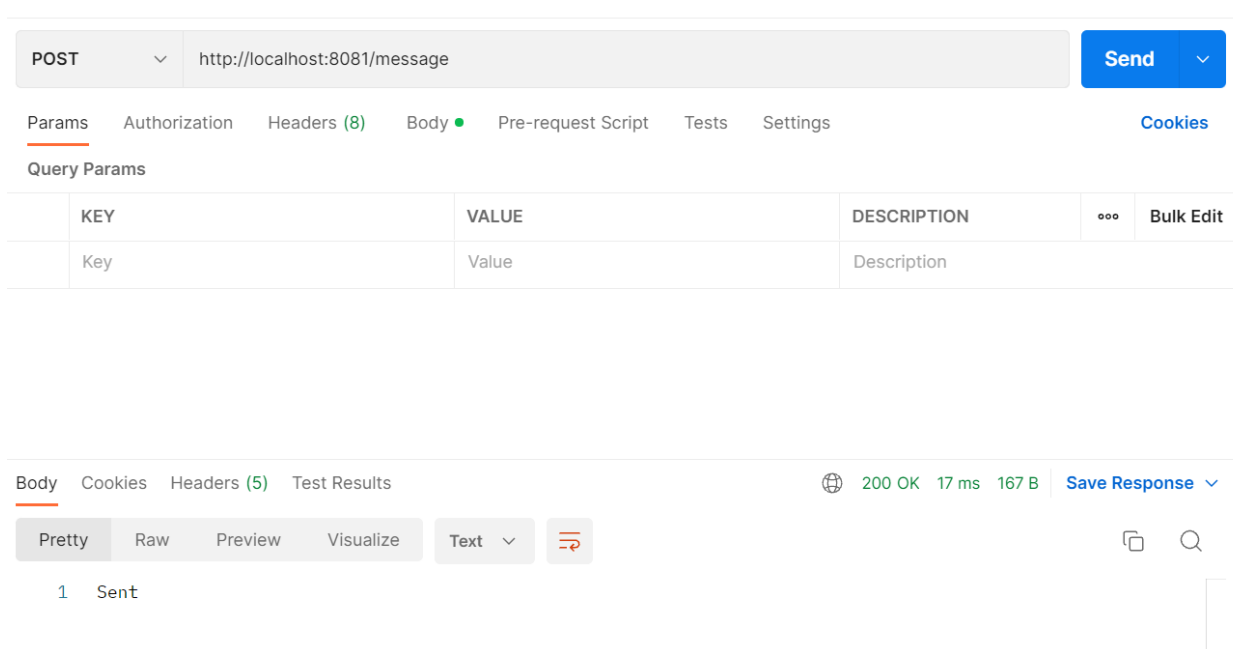 POST http://localhost:8081/message Send
Params Authorization Headers (8) Body Pre-request Script Tests Settings Cookies
Query Params
KEY VALUE DESCRIPTION Bulk Edit
Key Value Description
Body Cookies Headers (5) Test Results 200 OK 17 ms 167 B Save Response
Pretty Raw Preview Visualize Text
1 Sent